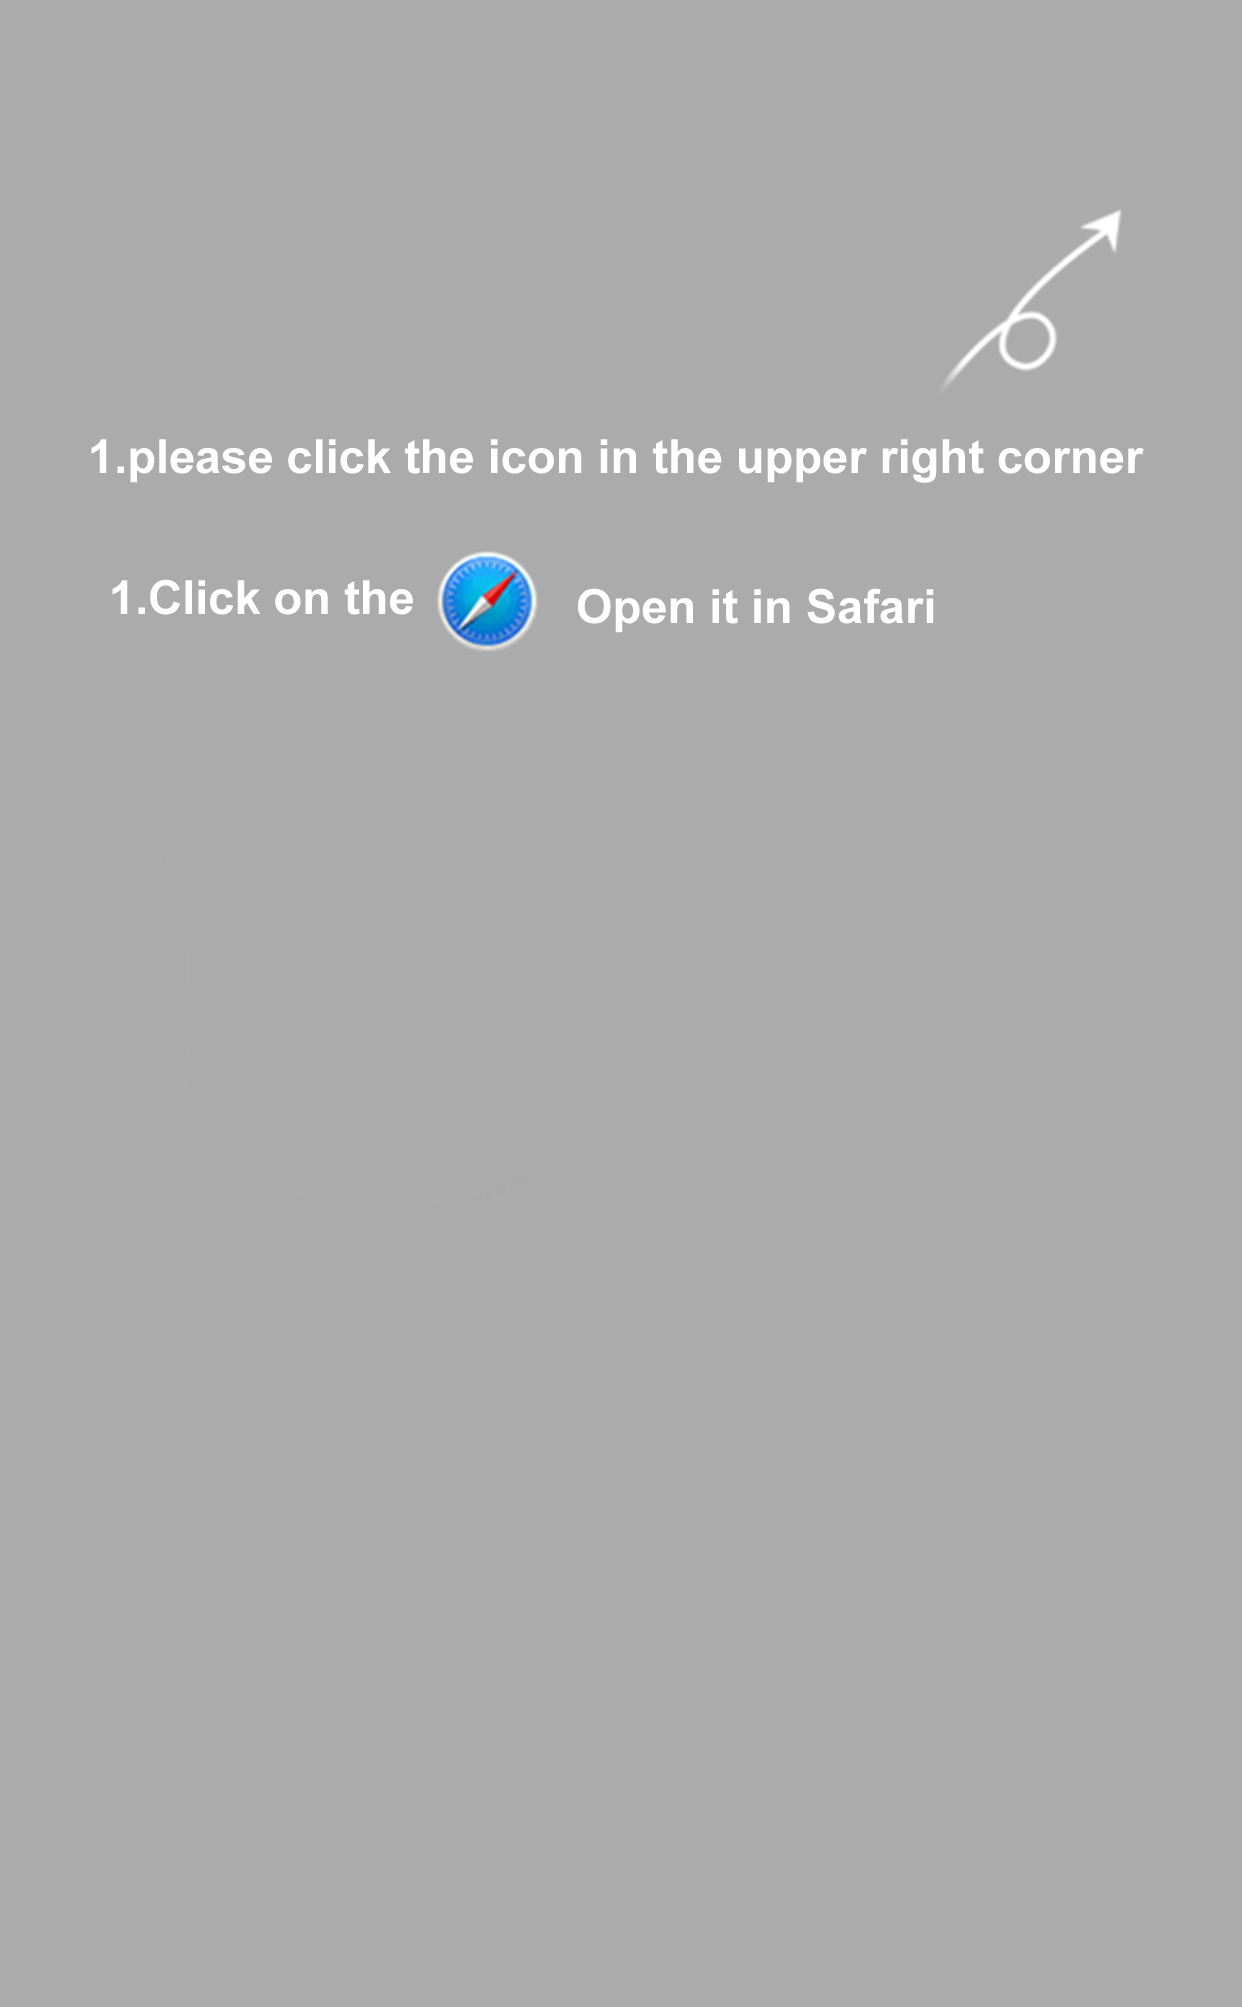 1.please click the icon in the upper right corner
1.Click on the Open it in Safari